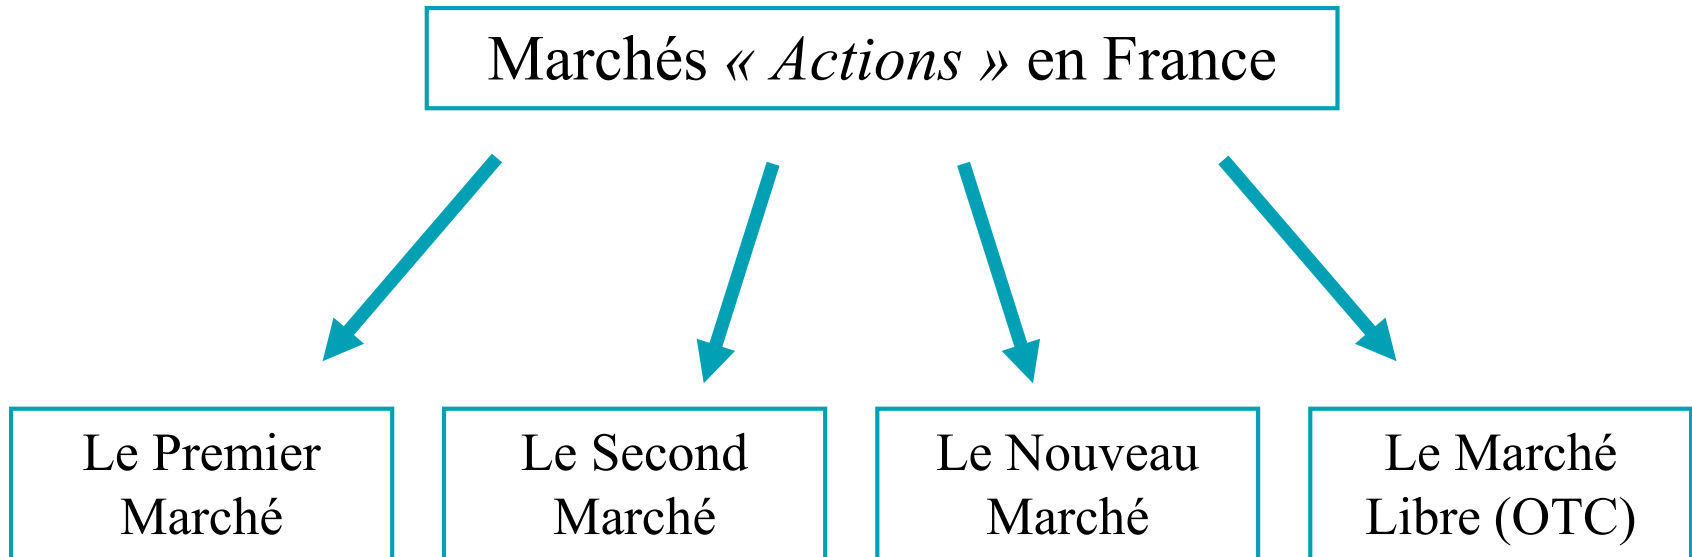 Marchés « Actions » en France
Le Premier
Marché
Le Second
Marché
Le Nouveau
Marché
Le Marché
Libre (OTC)